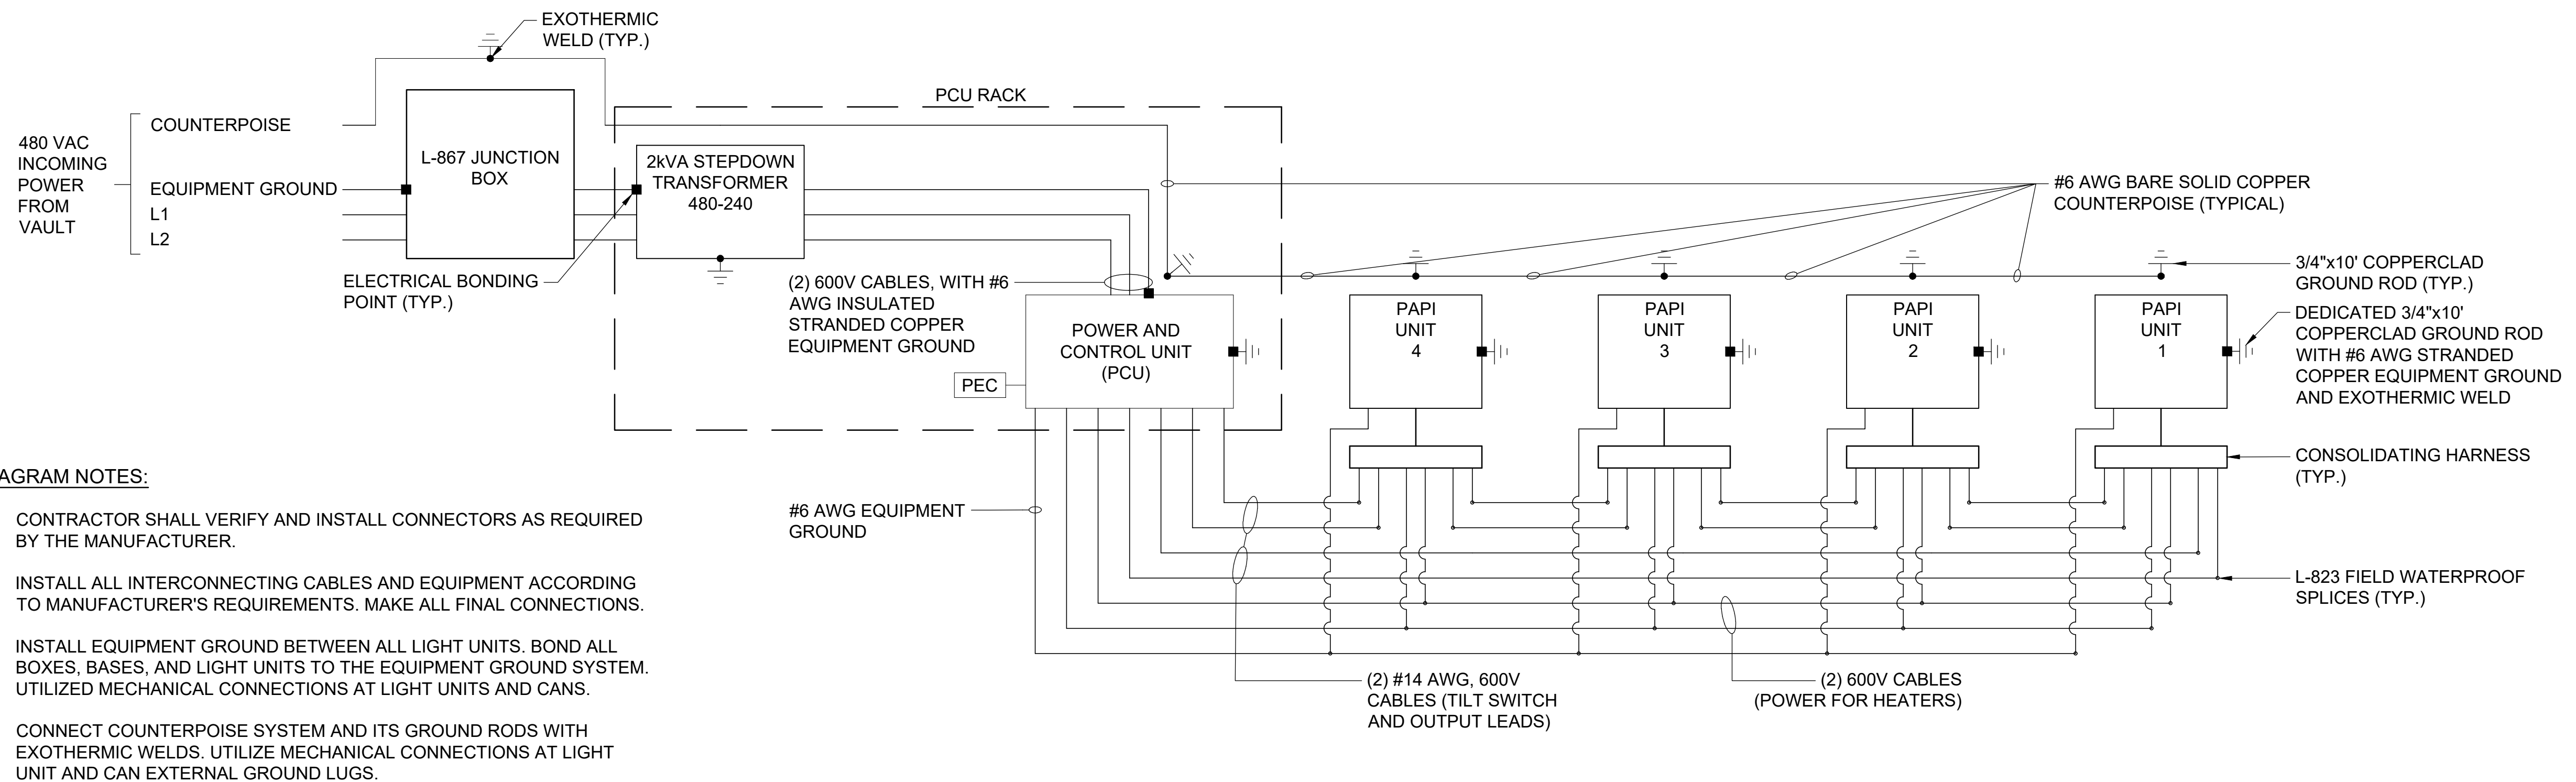 EXOTHERMIC
WELD (TYP.)
PCU RACK
480 VAC
INCOMING
POWER
FROM
VAULT
COUNTERPOISE
EQUIPMENT GROUND
L1
L2
L-867 JUNCTION
BOX
2kVA STEPDOWN
TRANSFORMER
480-240
ELECTRICAL BONDING
POINT (TYP.)
(2) 600V CABLES, WITH #6
AWG INSULATED
STRANDED COPPER
EQUIPMENT GROUND
POWER AND
CONTROL UNIT
(PCU)
PEC
#6 AWG BARE SOLID COPPER
COUNTERPOISE (TYPICAL)
PAPI
UNIT
4
PAPI
UNIT
3
PAPI
UNIT
2
PAPI
UNIT
1
3/4"x10' COPPERCLAD
GROUND ROD (TYP.)
DEDICATED 3/4"x10'
COPPERCLAD GROUND ROD
WITH #6 AWG STRANDED
COPPER EQUIPMENT GROUND
AND EXOTHERMIC WELD
CONSOLIDATING HARNESS
(TYP.)
L-823 FIELD WATERPROOF
SPLICES (TYP.)
#6 AWG EQUIPMENT
GROUND
(2) #14 AWG, 600V
CABLES (TILT SWITCH
AND OUTPUT LEADS)
(2) 600V CABLES
(POWER FOR HEATERS)
AGRAM NOTES:
CONTRACTOR SHALL VERIFY AND INSTALL CONNECTORS AS REQUIRED
BY THE MANUFACTURER.
INSTALL ALL INTERCONNECTING CABLES AND EQUIPMENT ACCORDING
TO MANUFACTURER'S REQUIREMENTS. MAKE ALL FINAL CONNECTIONS.
INSTALL EQUIPMENT GROUND BETWEEN ALL LIGHT UNITS. BOND ALL
BOXES, BASES, AND LIGHT UNITS TO THE EQUIPMENT GROUND SYSTEM.
UTILIZED MECHANICAL CONNECTIONS AT LIGHT UNITS AND CANS.
CONNECT COUNTERPOISE SYSTEM AND ITS GROUND RODS WITH
EXOTHERMIC WELDS. UTILIZE MECHANICAL CONNECTIONS AT LIGHT
UNIT AND CAN EXTERNAL GROUND LUGS.